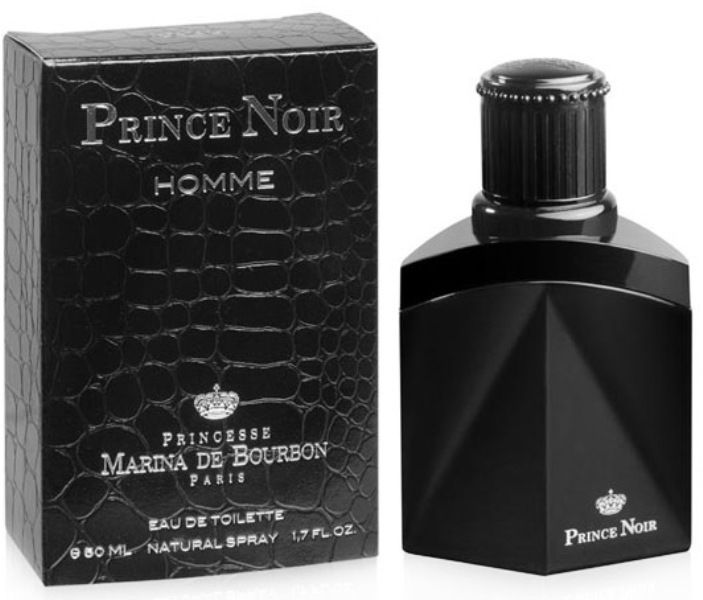 PRINCE NOIR
HOMME
PRINCESSE
MARINA DE BOURBON
PARIS
EAU DE TOILETTE
℮ 50 ML NATURAL SPRAY 1,7 FL.OZ.
PRINCE NOIR